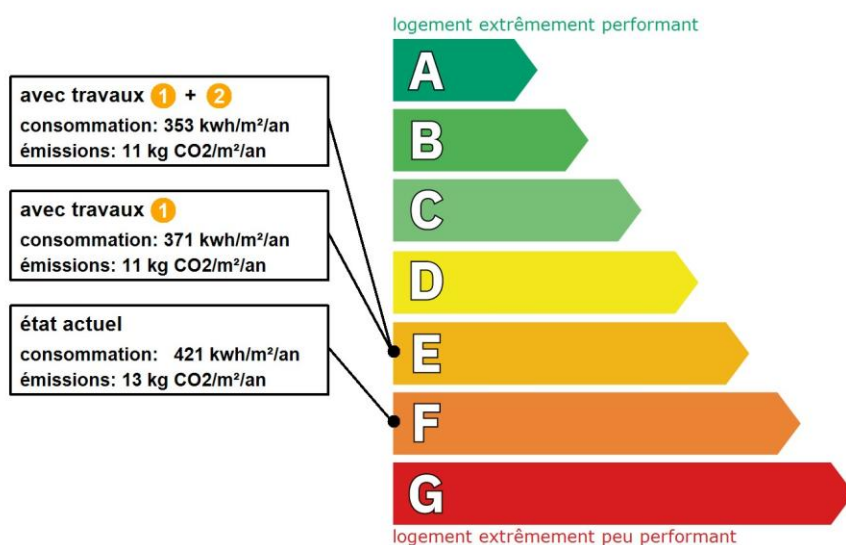 logement extrêmement performant
A
avec travaux 1 + 2
consommation: 353 kwh/m²/an
émissions: 11 kg CO2/m²/an
B
avec travaux 1
consommation: 371 kwh/m²/an
émissions: 11 kg CO2/m²/an
C
D
état actuel
consommation: 421 kwh/m²/an
émissions: 13 kg CO2/m²/an
E
F
G
logement extrêmement peu performant